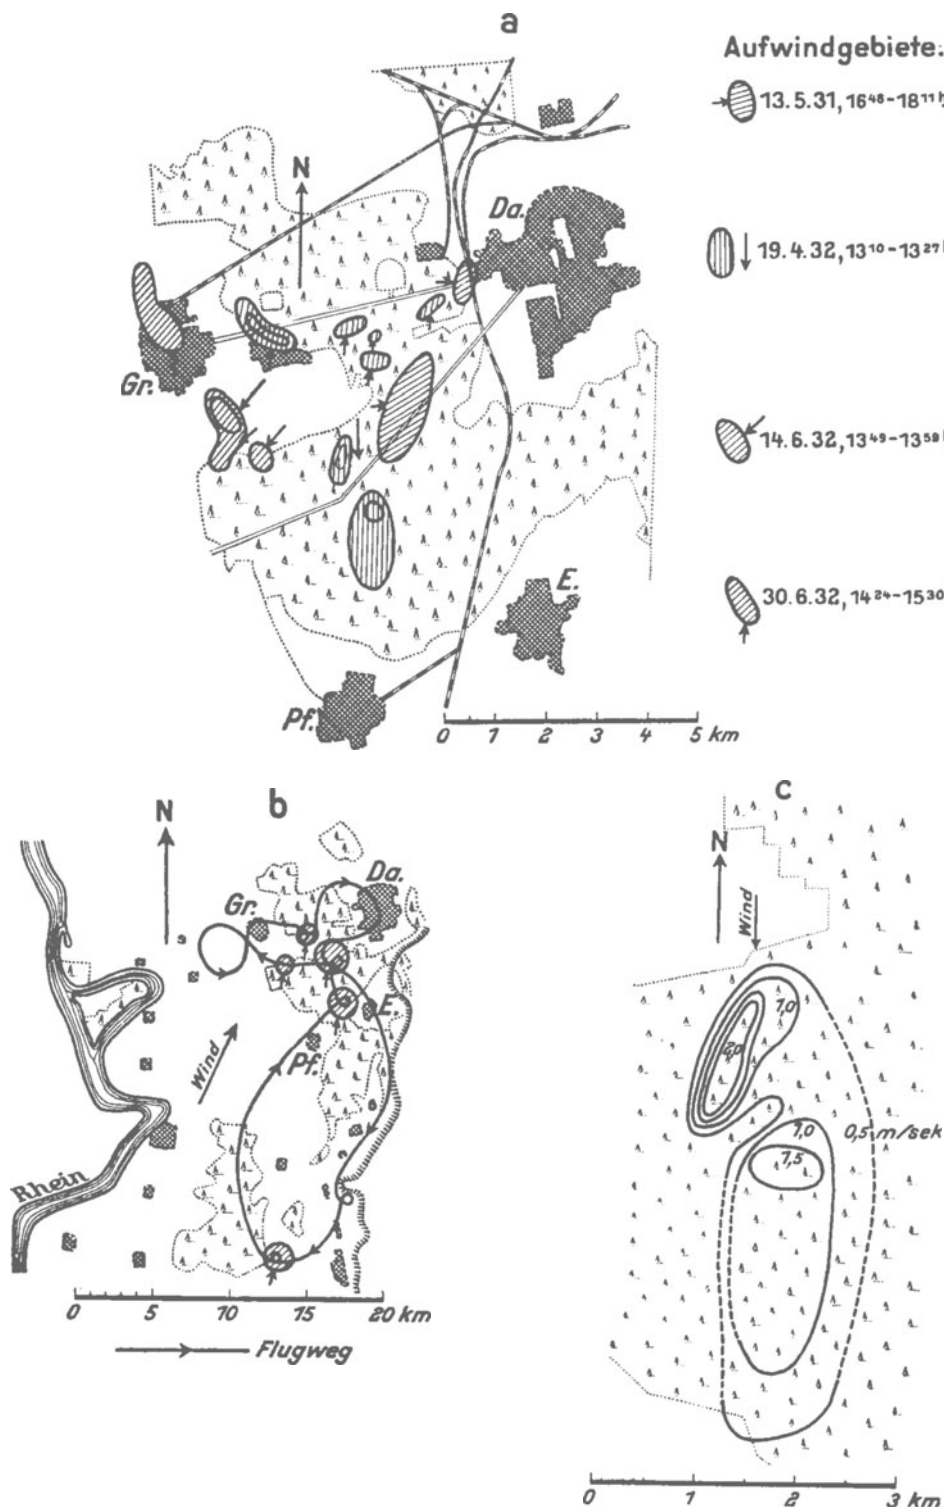 a
Aufwindgebiete:
13.5.31, 16⁴⁸-18¹¹ h
N
Da.
19.4.32, 13¹⁰-13²⁷
Gr.
14.6.32, 13⁴⁹-13⁵⁹
E.
30.6.32, 14²⁴-15³⁰
Pf.
0 1 2 3 4 5 km
b
N
Da.
Gr.
E.
Pf.
Wind
Rhein
0 5 10 15 20 km
Flugweg
c
N
Wind
1,0
2,0
1,0
0,5 m/sek
1,5
0 1 2 3 km